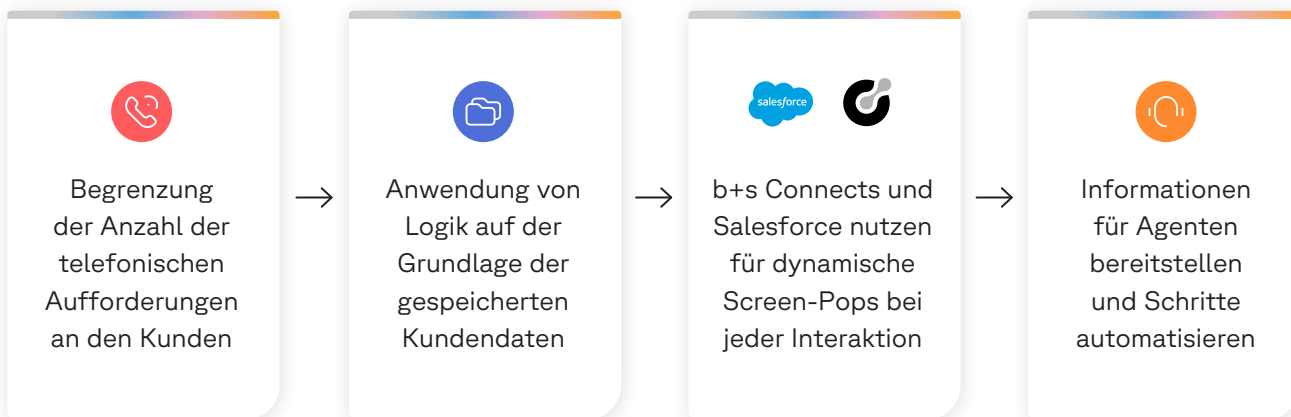 Begrenzung
der Anzahl der
telefonischen
Aufforderungen
an den Kunden
Anwendung von
Logik auf der
Grundlage der
gespeicherten
Kundendaten
salesforce
b+s Connects und
Salesforce nutzen
für dynamische
Screen-Pops bei
jeder Interaktion
Informationen
für Agenten
bereitstellen
und Schritte
automatisieren